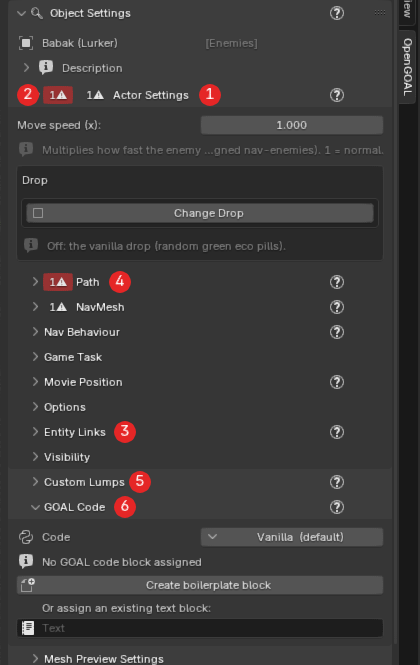 Object Settings
Babak (Lurker) [Enemies]
Description
2 1 1 Actor Settings 1
Move speed (x): 1.000
Multiplies how fast the enemy ...gned nav-enemies). 1 = normal.
Drop
Change Drop
Off: the vanilla drop (random green eco pills).
1 Path 4
1 NavMesh
Nav Behaviour
Game Task
Movie Position
Options
Entity Links 3
Visibility
Custom Lumps 5
GOAL Code 6
Code Vanilla (default)
No GOAL code block assigned
Create boilerplate block
Or assign an existing text block:
Text
Mesh Preview Settings
OpenGOAL